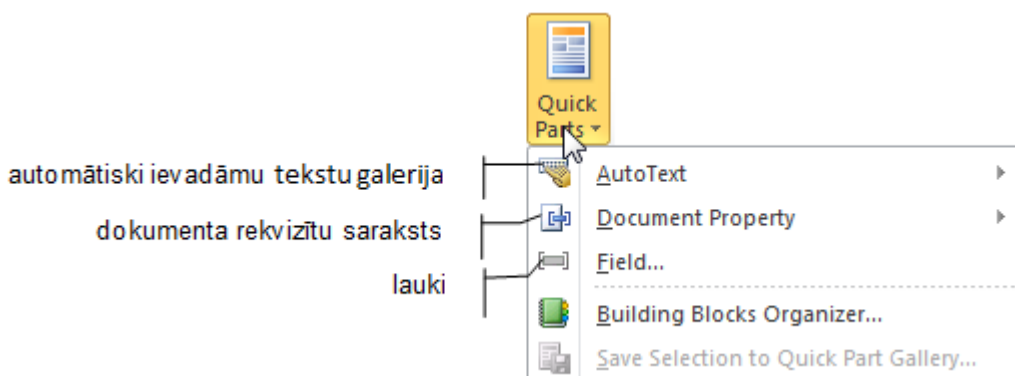 Quick
Parts
automātiski ievadāmu tekstu galerija
AutoText
dokumenta rekvizītu saraksts
Document Property
lauki
Field...
Building Blocks Organizer...
Save Selection to Quick Part Gallery...